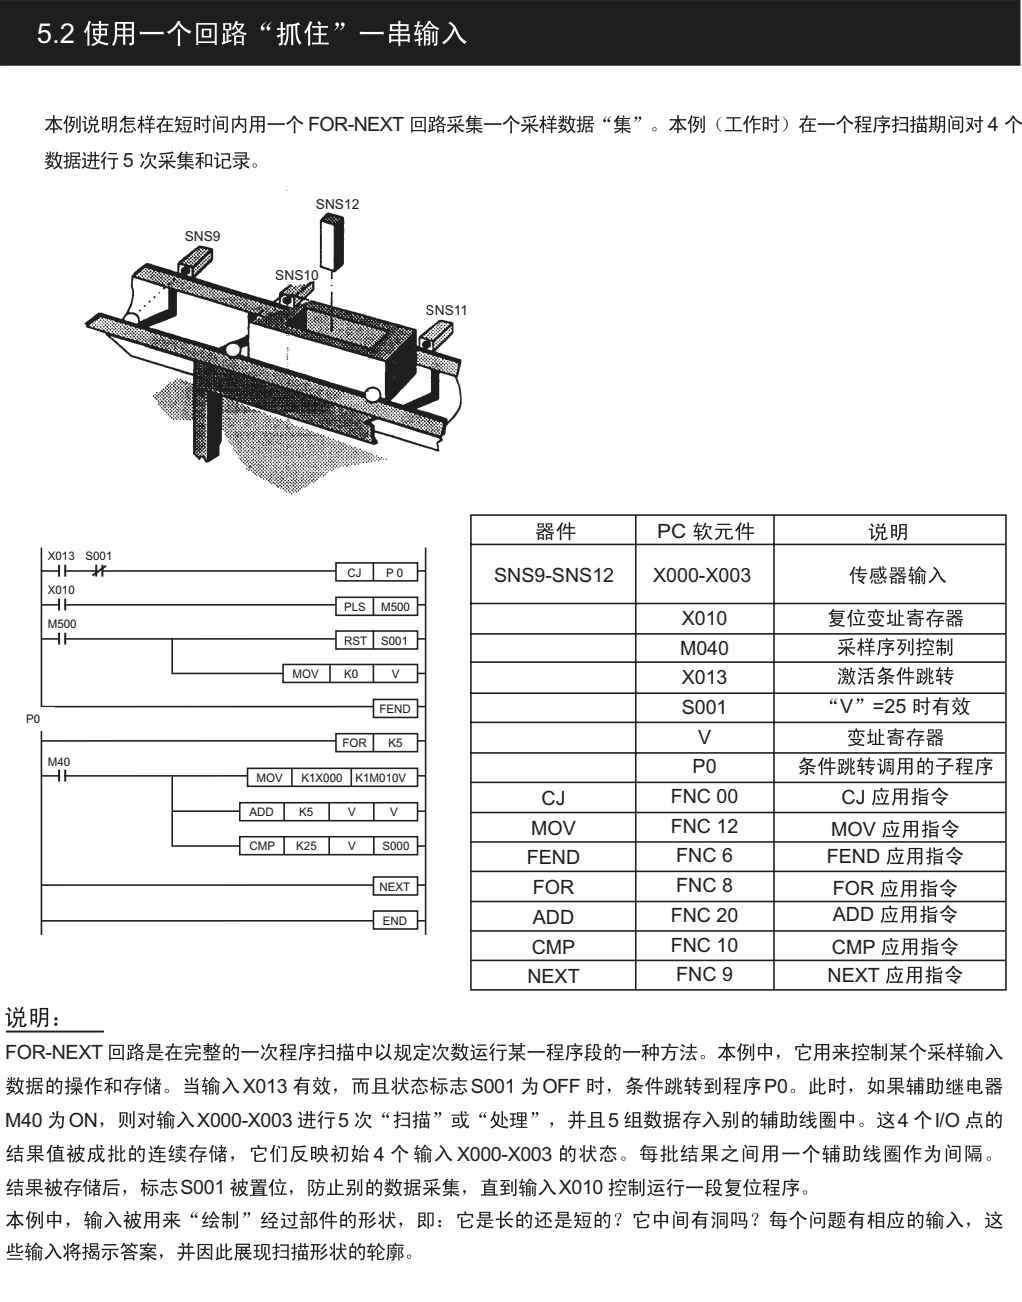 5.2 使用一个回路“抓住”一串输入
本例说明怎样在短时间内用一个 FOR-NEXT 回路采集一个采样数据“集”。本例（工作时）在一个程序扫描期间对 4 个
数据进行 5 次采集和记录。
SNS12
SNS9
SNS10
SNS11
X013 S001
CJ P 0
X010
PLS M500
M500
RST S001
MOV K0 V
FEND
P0
FOR K5
M40
MOV K1X000 K1M010V
ADD K5 V V
CMP K25 V S000
NEXT
END
器件 PC 软元件 说明
SNS9-SNS12 X000-X003 传感器输入
X010 复位变址寄存器
M040 采样序列控制
X013 激活条件跳转
S001 “V”=25 时有效
V 变址寄存器
P0 条件跳转调用的子程序
CJ FNC 00 CJ 应用指令
MOV FNC 12 MOV 应用指令
FEND FNC 6 FEND 应用指令
FOR FNC 8 FOR 应用指令
ADD FNC 20 ADD 应用指令
CMP FNC 10 CMP 应用指令
NEXT FNC 9 NEXT 应用指令
说明：
FOR-NEXT 回路是在完整的一次程序扫描中以规定次数运行某一程序段的一种方法。本例中，它用来控制某个采样输入
数据的操作和存储。当输入 X013 有效，而且状态标志 S001 为 OFF 时，条件跳转到程序 P0。此时，如果辅助继电器
M40 为 ON，则对输入 X000-X003 进行 5 次“扫描”或“处理”，并且 5 组数据存入别的辅助线圈中。这 4 个 I/O 点的
结果值被成批的连续存储，它们反映初始 4 个 输入 X000-X003 的状态。每批结果之间用一个辅助线圈作为间隔。
结果被存储后，标志 S001 被置位，防止别的数据采集，直到输入 X010 控制运行一段复位程序。
本例中，输入被用来“绘制”经过部件的形状，即：它是长的还是短的？它中间有洞吗？每个问题有相应的输入，这
些输入将揭示答案，并因此展现扫描形状的轮廓。